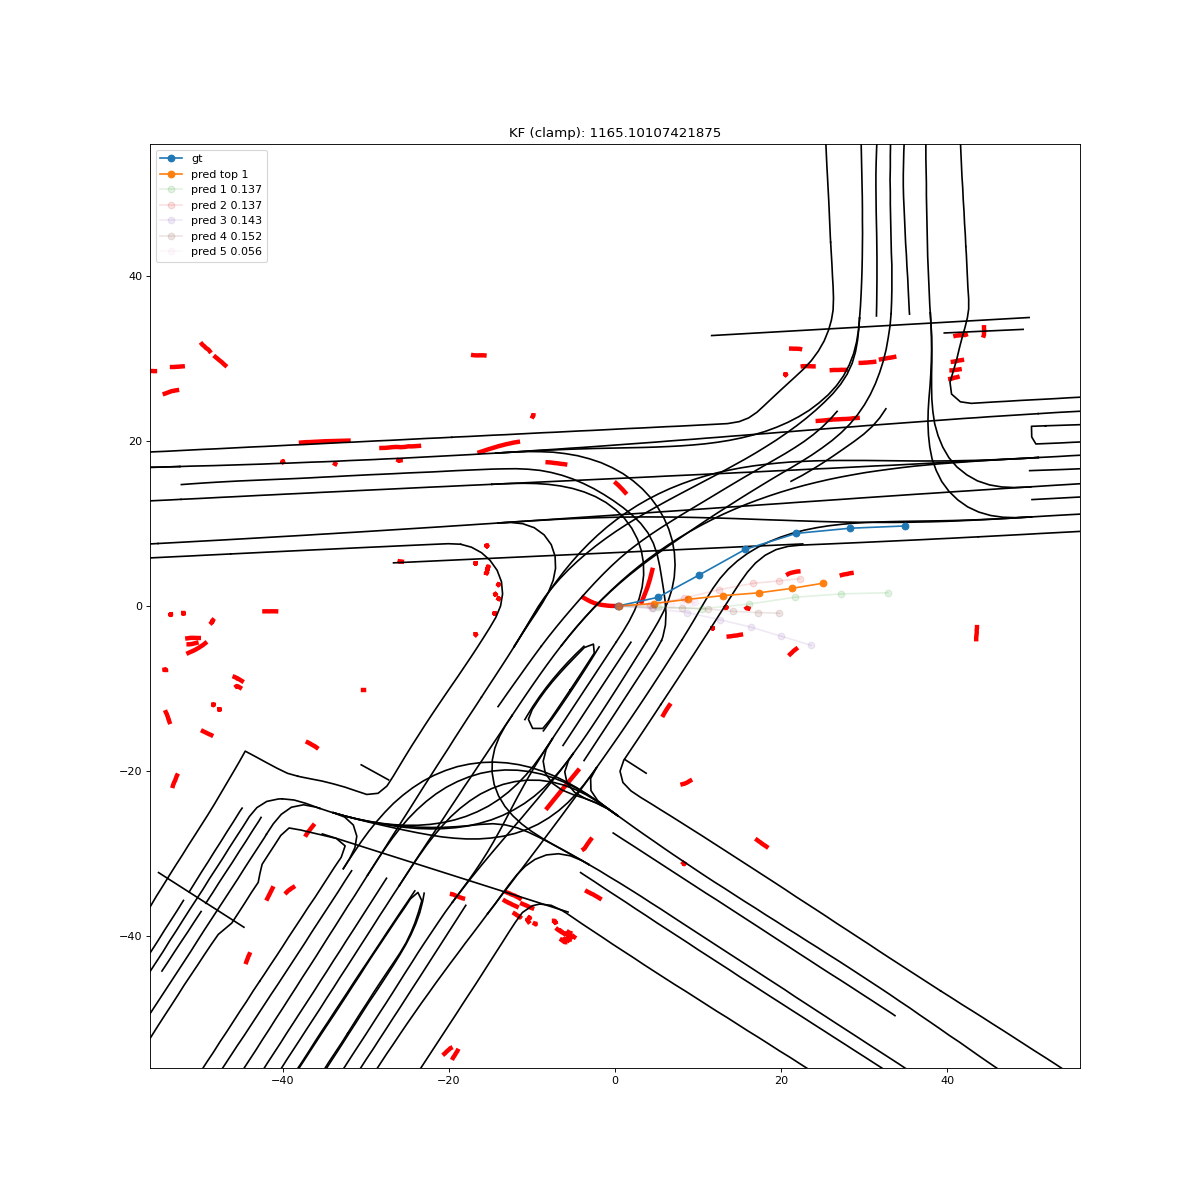 KF (clamp): 1165.10107421875
gt
pred top 1
pred 1 0.137
pred 2 0.137
pred 3 0.143
pred 4 0.152
pred 5 0.056
40
20
0
−20
−40
−40 −20 0 20 40